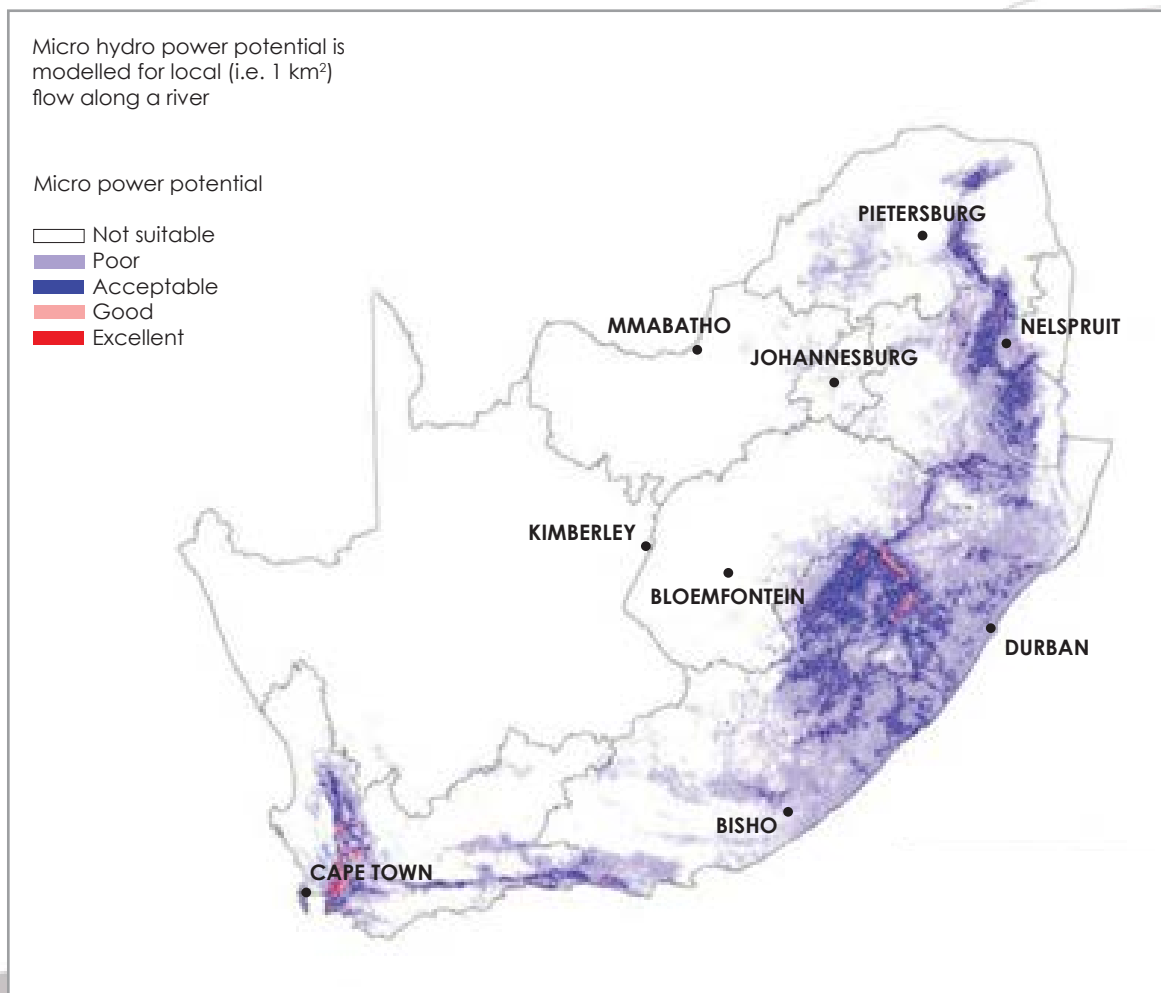 Micro hydro power potential is
modelled for local (i.e. 1 km²)
flow along a river
Micro power potential
Not suitable
Poor
Acceptable
Good
Excellent
PIETERSBURG
MMABATHO
NELSPRUIT
JOHANNESBURG
KIMBERLEY
BLOEMFONTEIN
DURBAN
BISHO
CAPE TOWN